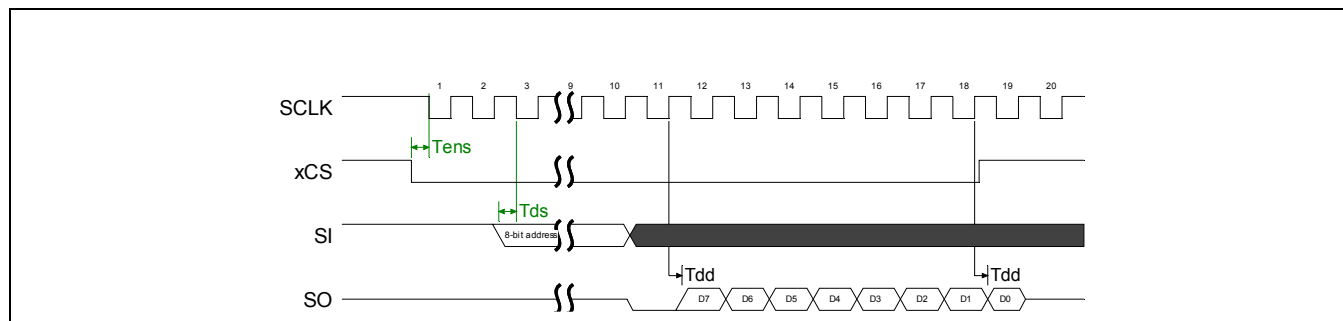 1 2 3 9 10 11 12 13 14 15 16 17 18 19 20
SCLK
Tens
xCS
Tds
SI
8-bit address
Tdd Tdd
SO
D7 D6 D5 D4 D3 D2 D1 D0